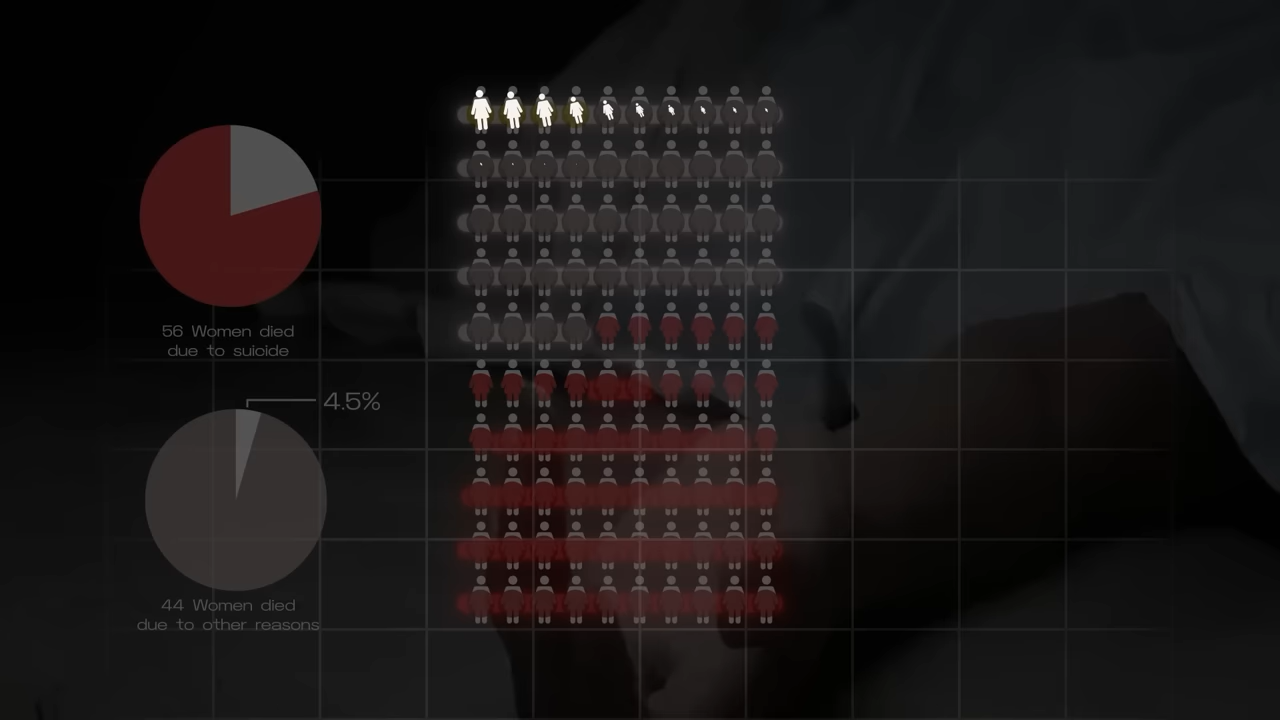 56 Women died
due to suicide
4.5%
44 Women died
due to other reasons